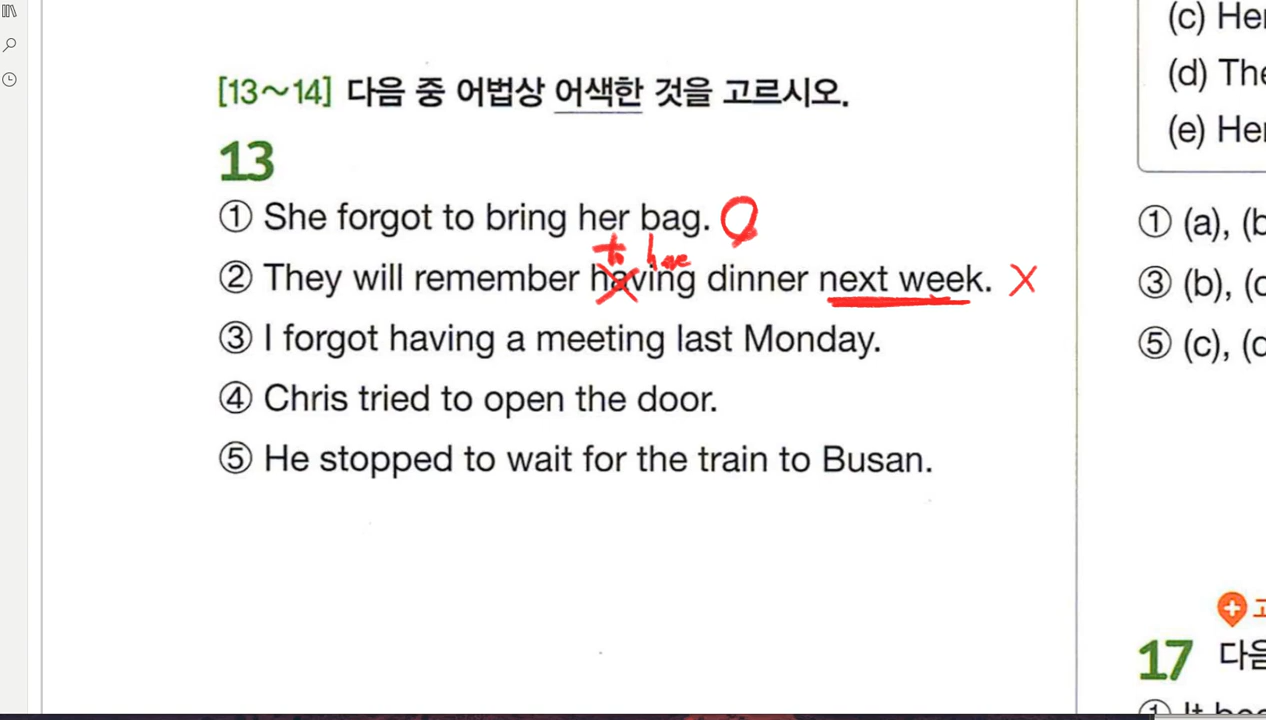 [13~14] 다음 중 어법상 어색한 것을 고르시오.
13
① She forgot to bring her bag.
to have
② They will remember having dinner next week. X
③ I forgot having a meeting last Monday.
④ Chris tried to open the door.
⑤ He stopped to wait for the train to Busan.
(c) Her
(d) The
(e) Her
① (a), (b
③ (b), (c
⑤ (c), (d
17 다음